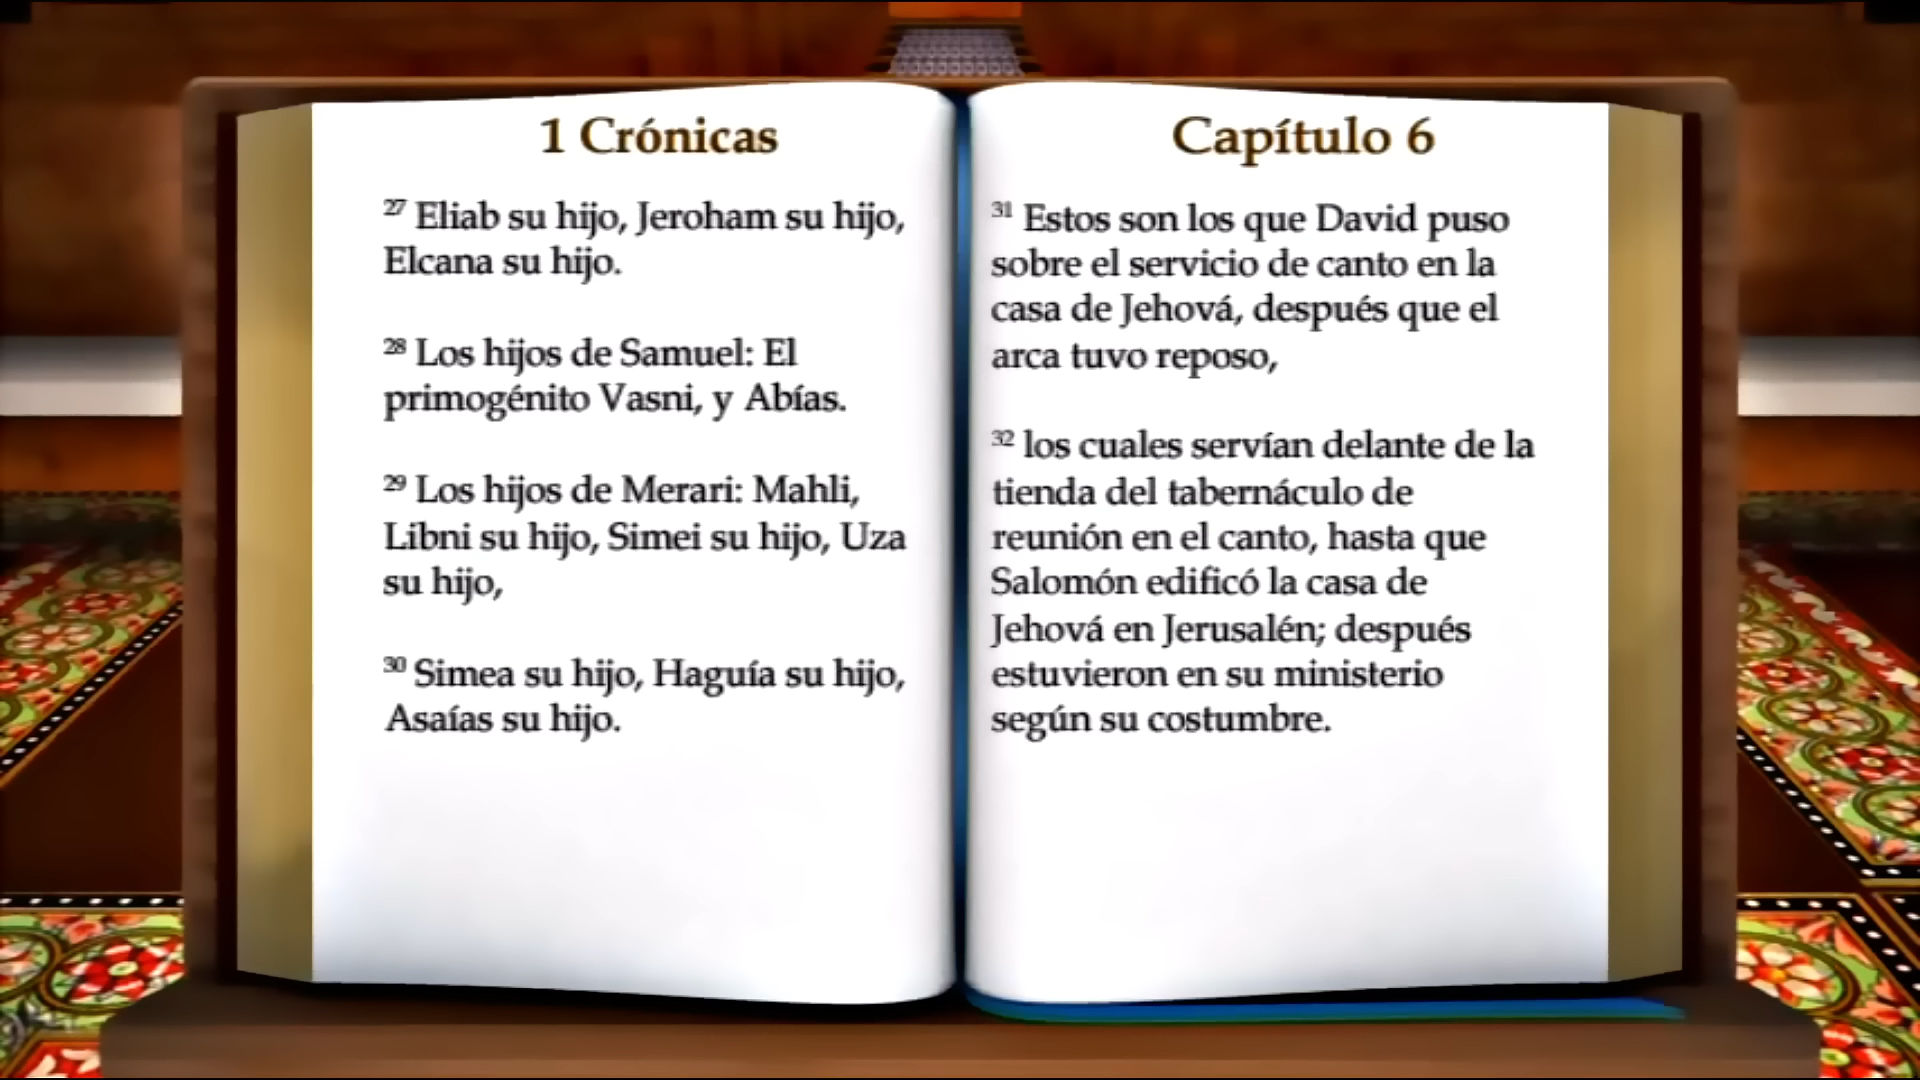 1 Crónicas
27 Eliab su hijo, Jeroham su hijo,
Elcana su hijo.
28 Los hijos de Samuel: El
primogénito Vasni, y Abías.
29 Los hijos de Merari: Mahli,
Libni su hijo, Simei su hijo, Uza
su hijo,
30 Simea su hijo, Haguía su hijo,
Asaías su hijo.
Capítulo 6
31 Estos son los que David puso
sobre el servicio de canto en la
casa de Jehová, después que el
arca tuvo reposo,
32 los cuales servían delante de la
tienda del tabernáculo de
reunión en el canto, hasta que
Salomón edificó la casa de
Jehová en Jerusalén; después
estuvieron en su ministerio
según su costumbre.